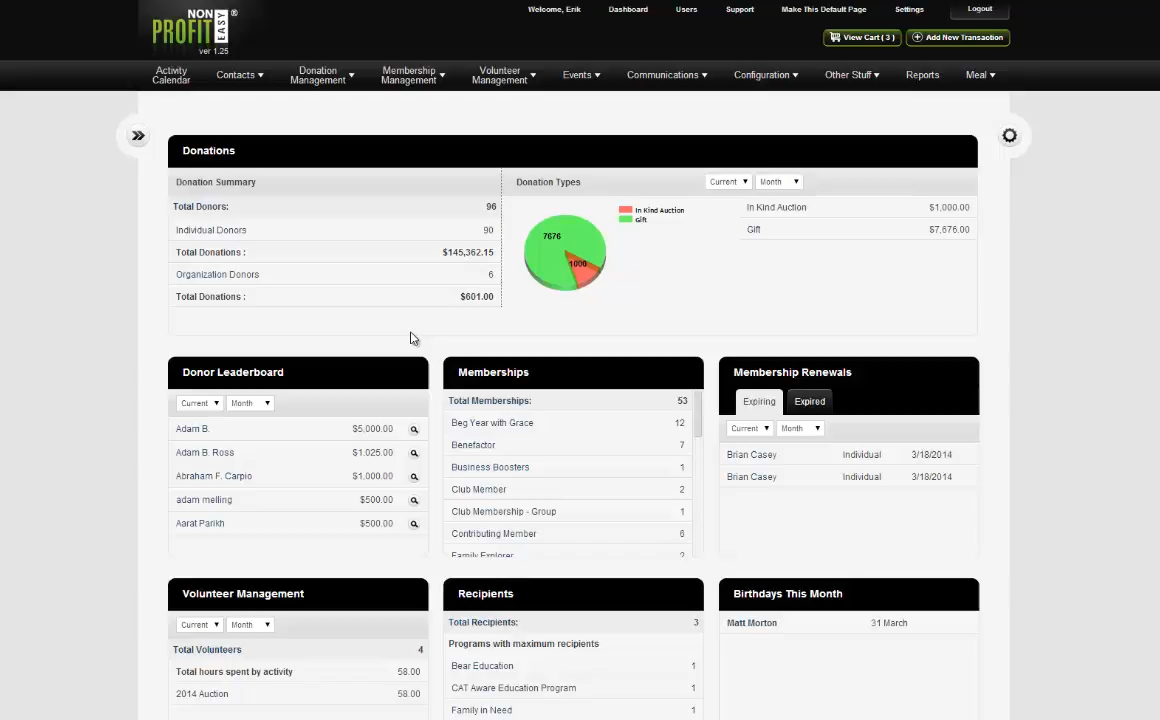 NON PROFIT EASY ®
ver 1.25
Welcome, Erik Dashboard Users Support Make This Default Page Settings Logout
View Cart ( 3 ) Add New Transaction
Activity Calendar Contacts Donation Management Membership Management Volunteer Management Events Communications Configuration Other Stuff Reports Meal
Donations
Donation Summary
Total Donors: 96
Individual Donors 90
Total Donations : $145,362.15
Organization Donors 6
Total Donations : $601.00
Donation Types Current Month
7676
1000
In Kind Auction
Gift
In Kind Auction $1,000.00
Gift $7,676.00
Donor Leaderboard
Current Month
Adam B. $5,000.00
Adam B. Ross $1,025.00
Abraham F. Carpio $1,000.00
adam melling $500.00
Aarat Parikh $500.00
Memberships
Total Memberships: 53
Beg Year with Grace 12
Benefactor 7
Business Boosters 1
Club Member 2
Club Membership - Group 1
Contributing Member 6
Family Explorer 2
Membership Renewals
Expiring Expired
Current Month
Brian Casey Individual 3/18/2014
Brian Casey Individual 3/18/2014
Volunteer Management
Current Month
Total Volunteers 4
Total hours spent by activity 58.00
2014 Auction 58.00
Recipients
Total Recipients: 3
Programs with maximum recipients
Bear Education 1
CAT Aware Education Program 1
Family in Need 1
Birthdays This Month
Matt Morton 31 March